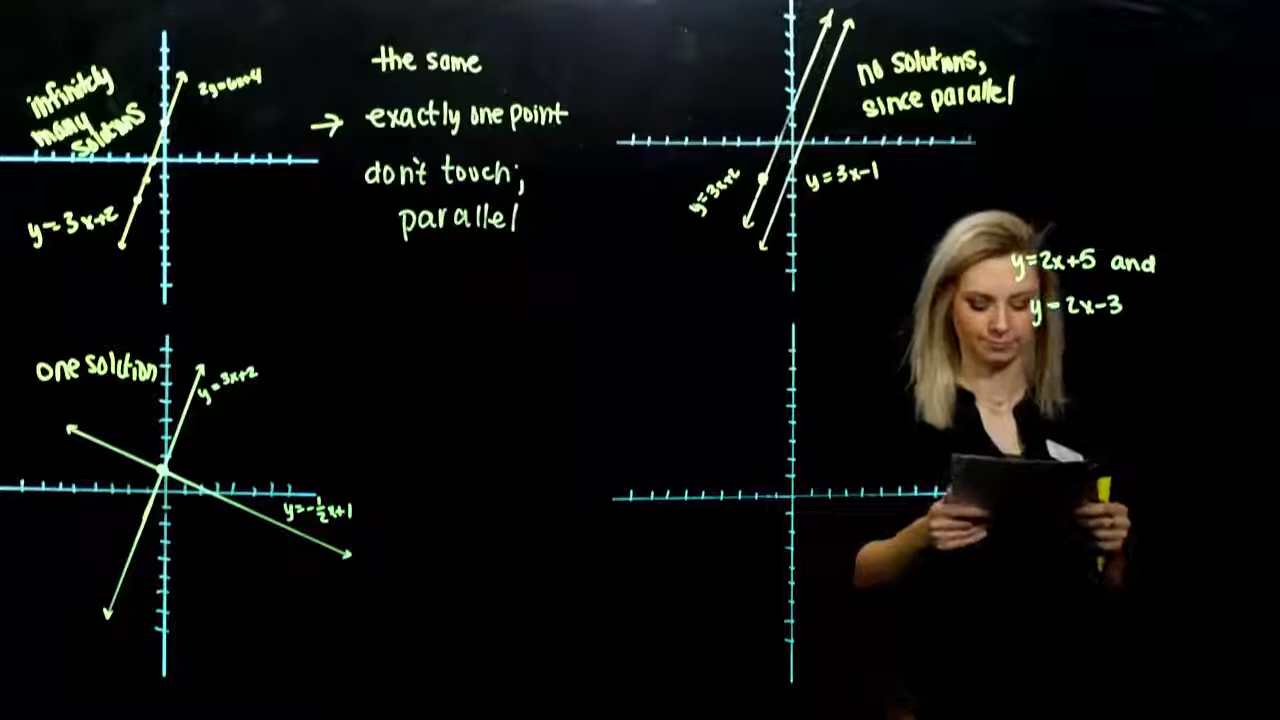 infinitely
many
solutions
2y=6x+4
y=3x+2
the same
→ exactly one point
don't touch;
parallel
no solutions,
since parallel
y=3x+2
y=3x-1
y=2x+5 and
y=2x-3
one solution
y=3x+2
y=-1/2x+1